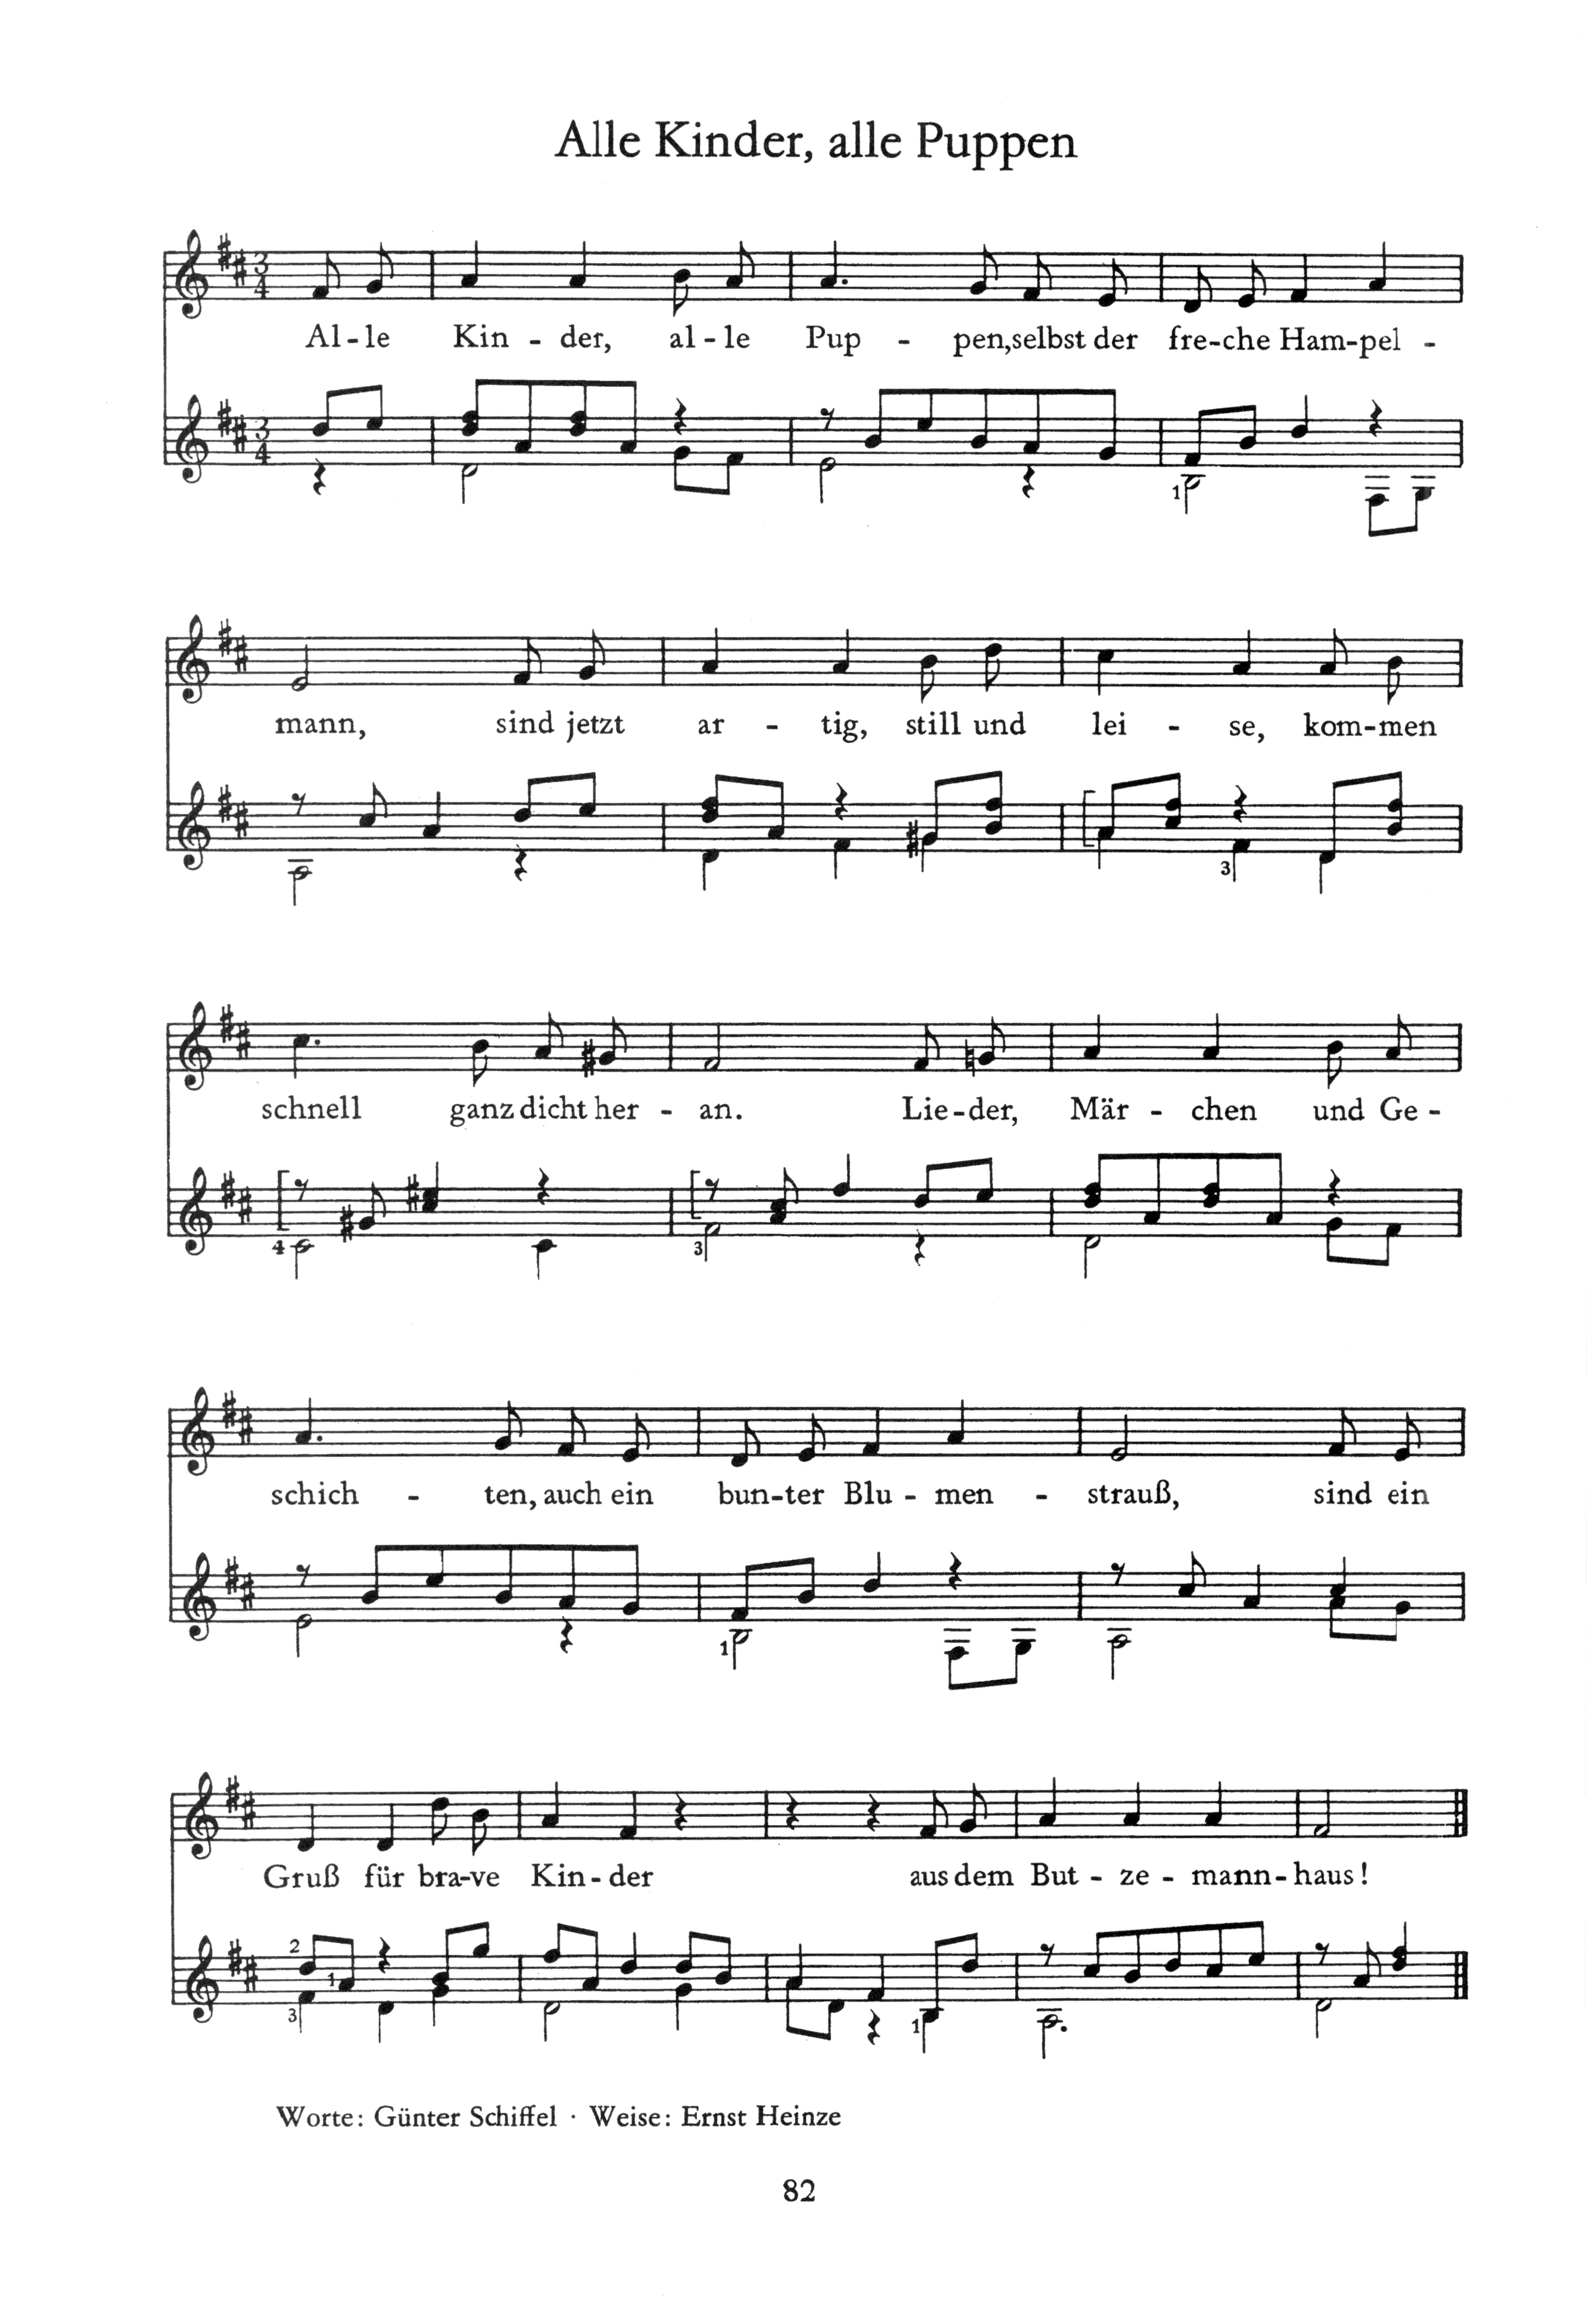 Alle Kinder, alle Puppen
3
4
Al-le Kin - der, al-le Pup - pen, selbst der fre-che Ham-pel -
3
4
1
mann, sind jetzt ar - tig, still und lei - se, kom-men
3
schnell ganz dicht her - an. Lie-der, Mär - chen und Ge -
4 3
schich - ten, auch ein bun-ter Blu - men - strauß, sind ein
1
Gruß für bra-ve Kin-der aus dem But - ze - mann-haus!
2 1
3 1
Worte: Günter Schiffel · Weise: Ernst Heinze
82